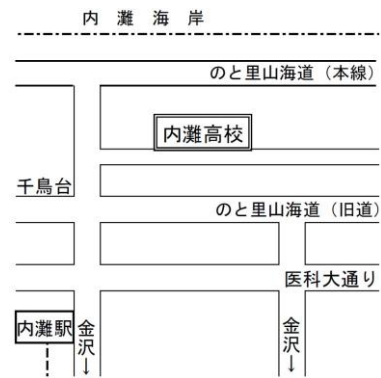 内灘海岸
のと里山海道（本線）
内灘高校
千鳥台
のと里山海道（旧道）
医科大通り
内灘駅
金沢→
金沢→